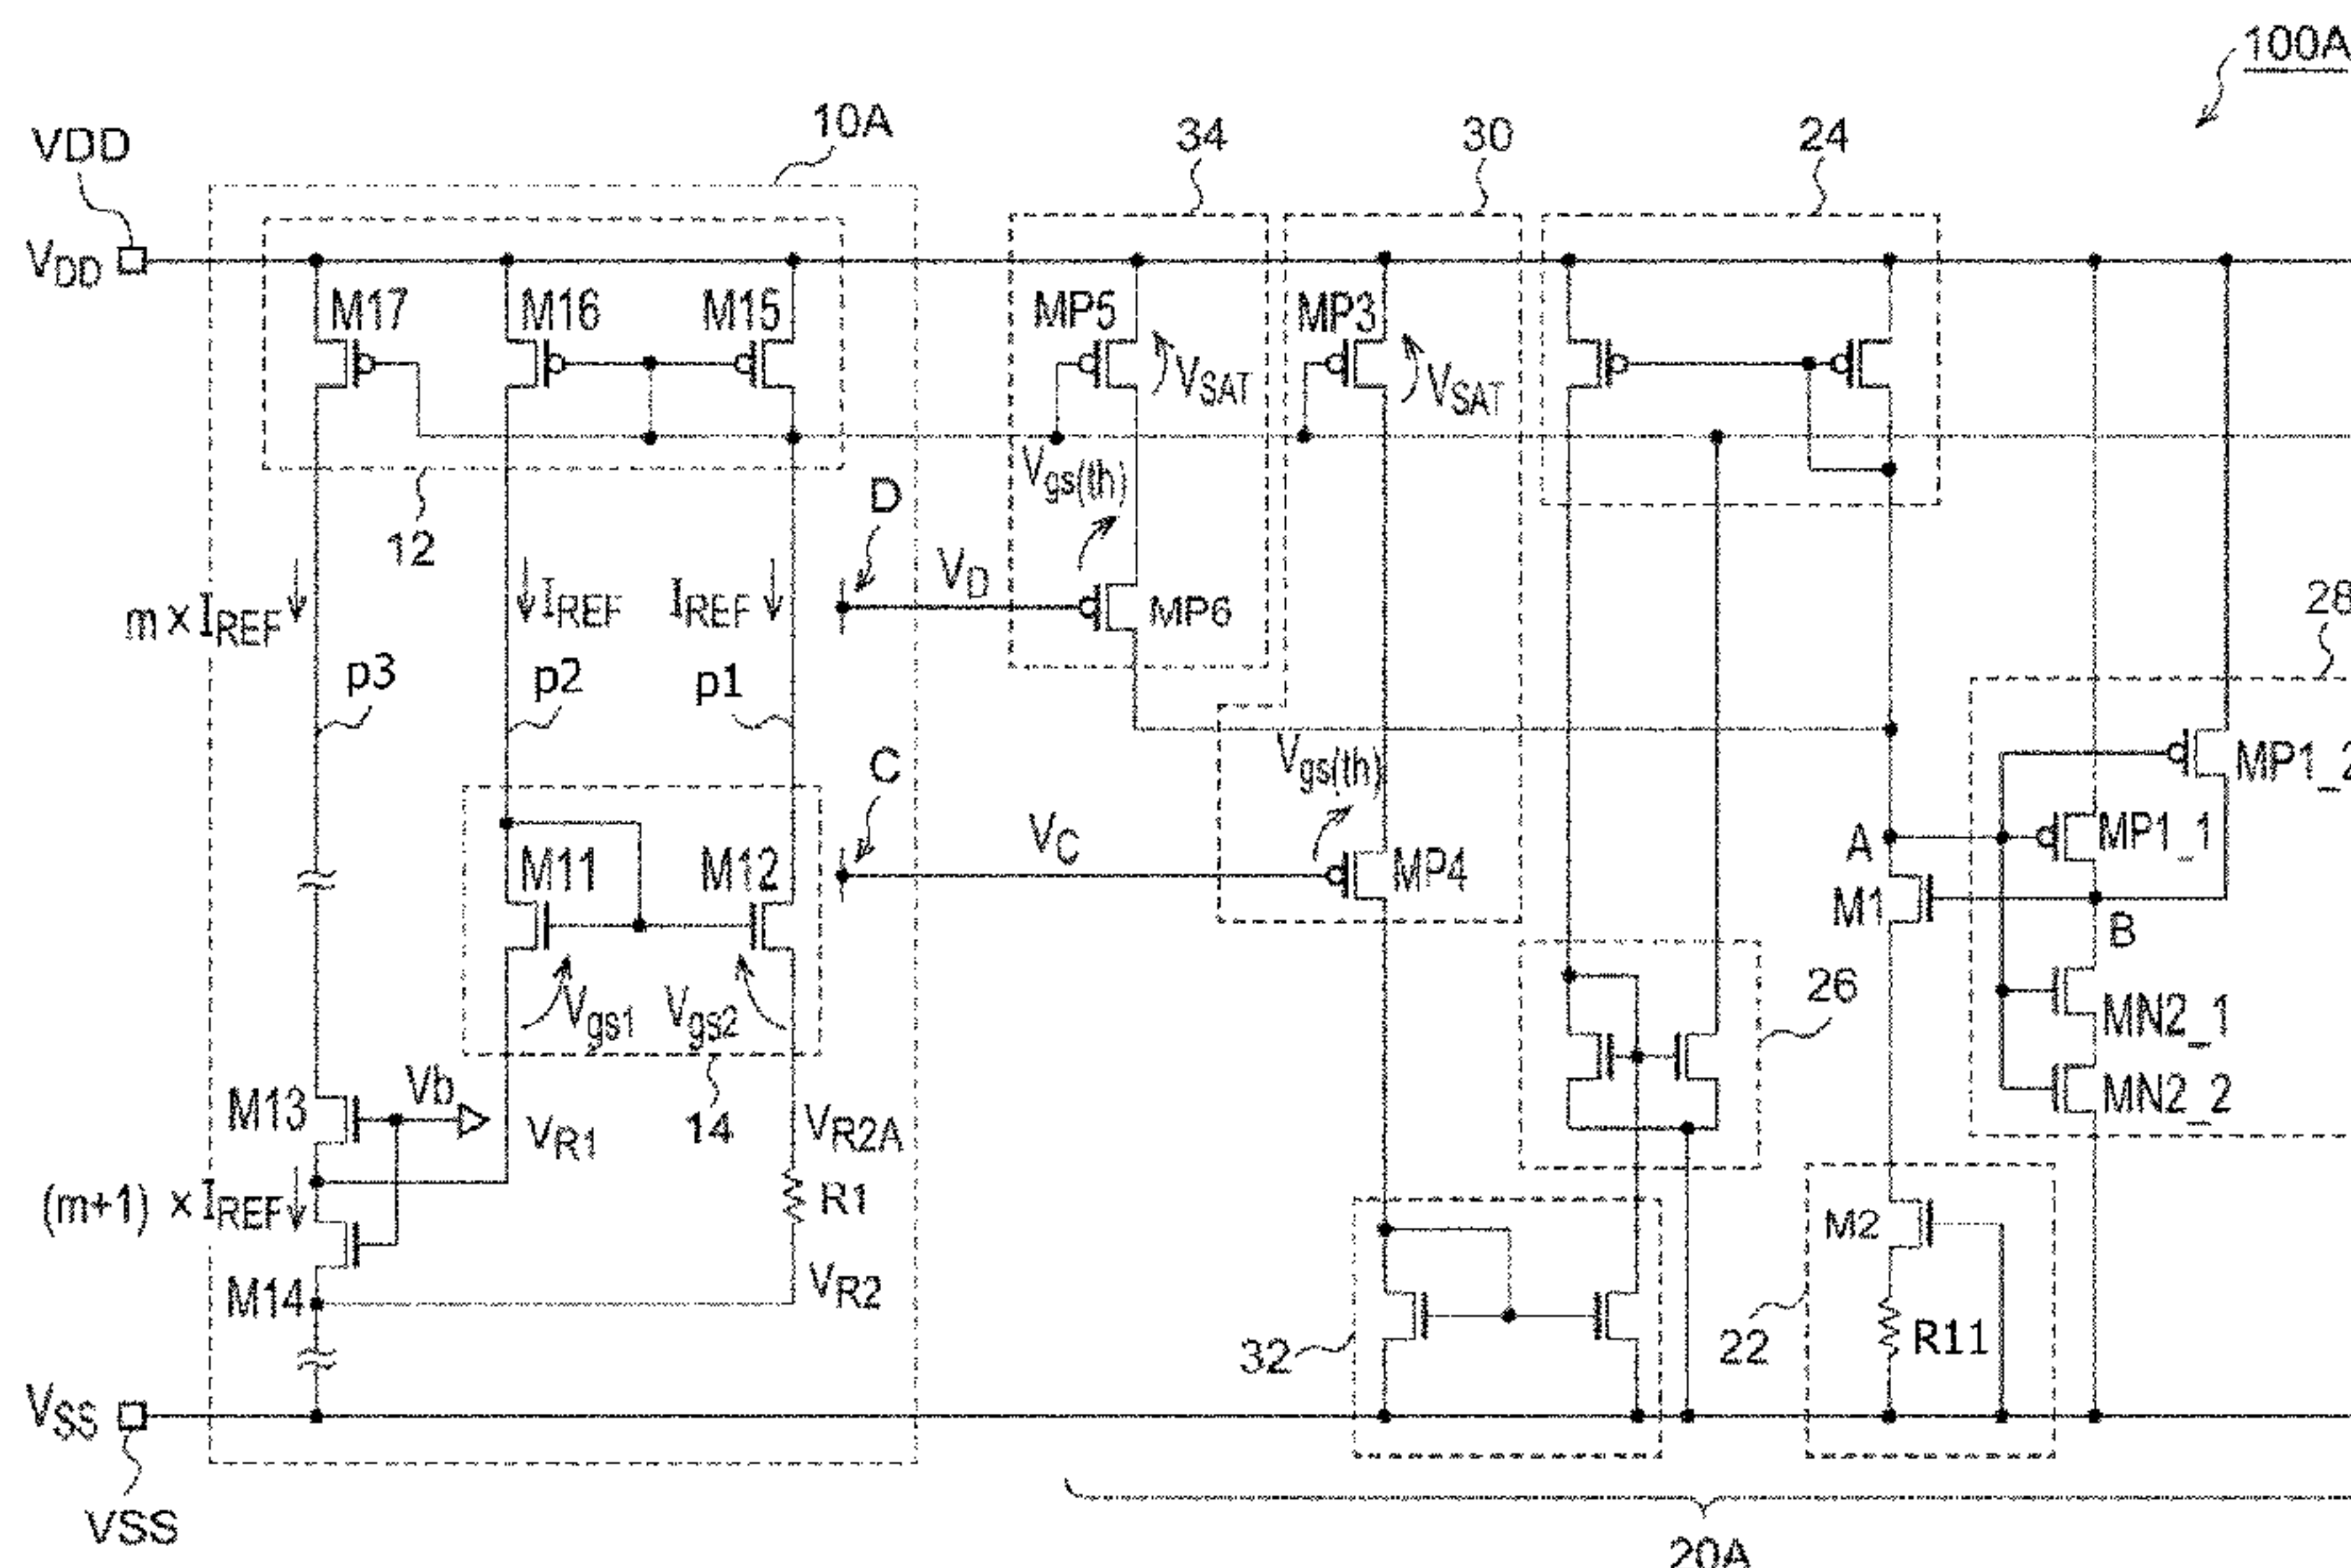 100A
10A
34
30
24
VDD
VDD
M17
M16
M15
MP5
MP3
VSAT
VSAT
Vgs(th)
D
12
VD
28
m × IREF
IREF
IREF
MP6
p3
p2
p1
Vgs(th)
MP1_2
C
VC
A
MP1_1
M11
M12
MP4
M1
B
26
Vgs1
Vgs2
MN2_1
Vb
M13
VR1
14
VR2A
MN2_2
(m+1) × IREF
R1
M2
M14
VR2
32
22
R11
VSS
VSS
20A